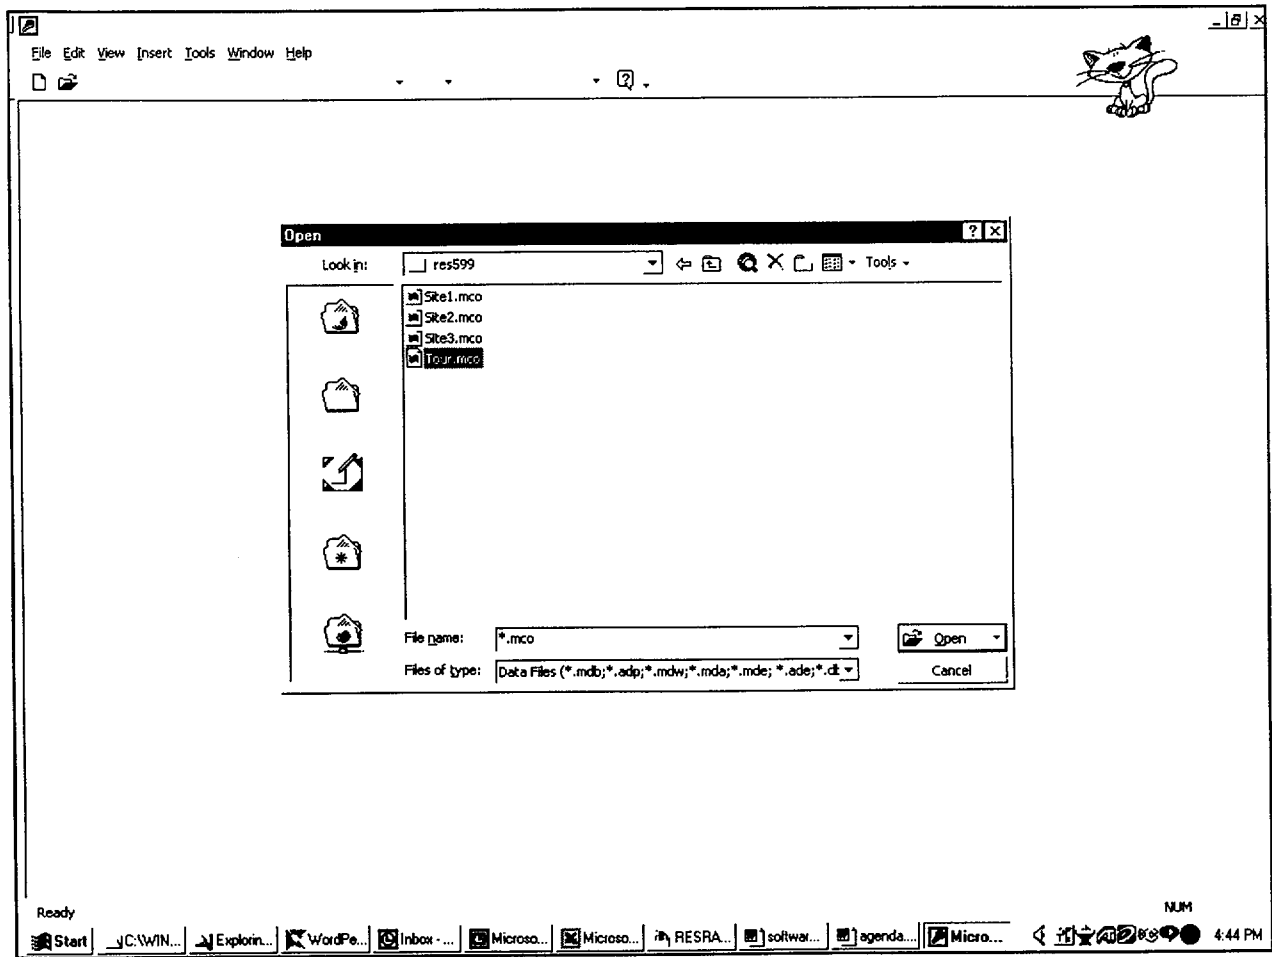 File Edit View Insert Tools Window Help
Open
Look in: res599 Tools
Site1.mco
Site2.mco
Site3.mco
Tour.mco
File name: *.mco Open
Files of type: Data Files (*.mdb;*.adp;*.mdw;*.mda;*.mde; *.ade;*.d Cancel
Ready NUM
Start C:\WIN... Explorin... WordPe... Inbox - ... Microso... Microso... RESRA... softwar... agenda.... Micro... 4:44 PM